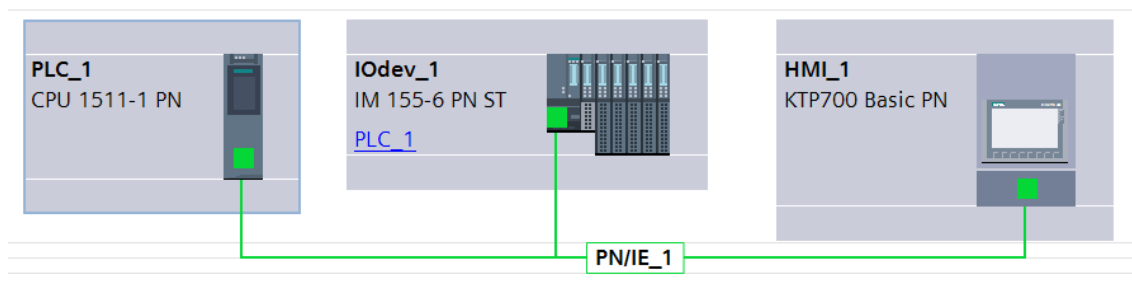 PLC_1
CPU 1511-1 PN
IOdev_1
IM 155-6 PN ST
PLC_1
HMI_1
KTP700 Basic PN
PN/IE_1